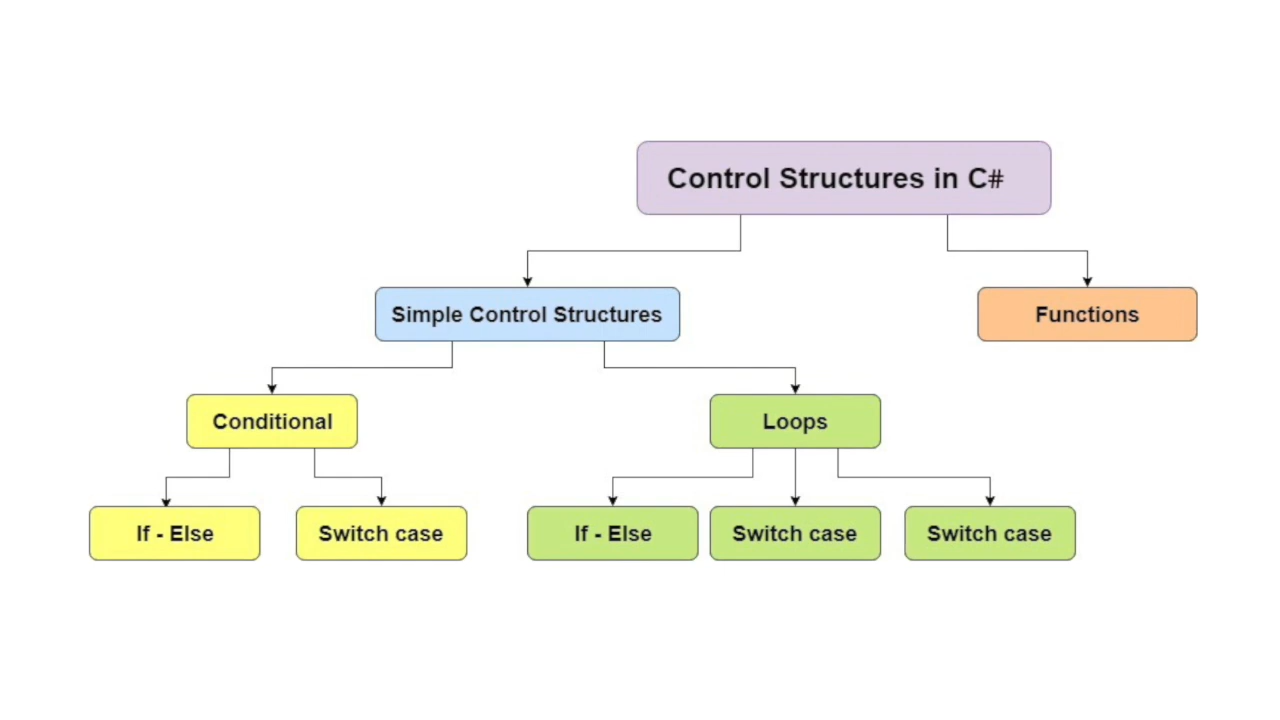 Control Structures in C#
Simple Control Structures
Functions
Conditional
Loops
If - Else
Switch case
If - Else
Switch case
Switch case